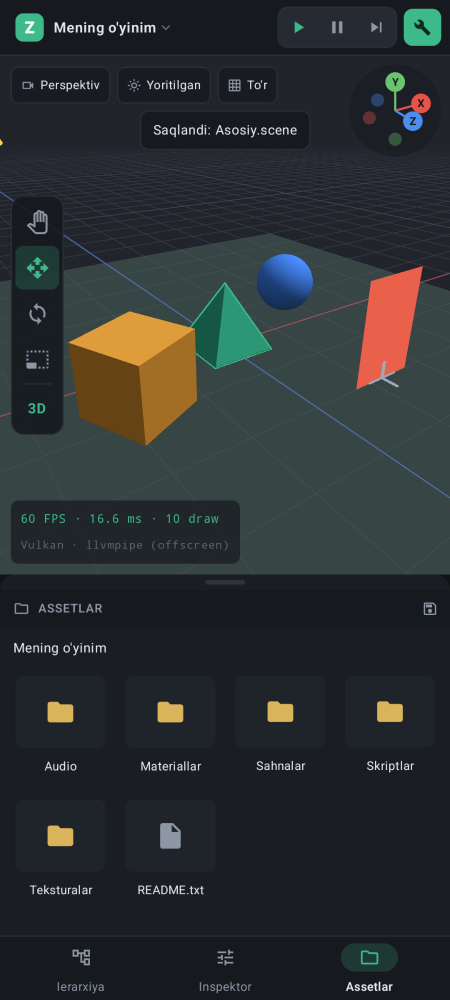 Z
Mening o'yinim
Perspektiv
Yoritilgan
To'r
Y
X
Z
Saqlandi: Asosiy.scene
3D
60 FPS · 16.6 ms · 10 draw
Vulkan · llvmpipe (offscreen)
ASSETLAR
Mening o'yinim
Audio
Materiallar
Sahnalar
Skriptlar
Teksturalar
README.txt
Ierarxiya
Inspektor
Assetlar